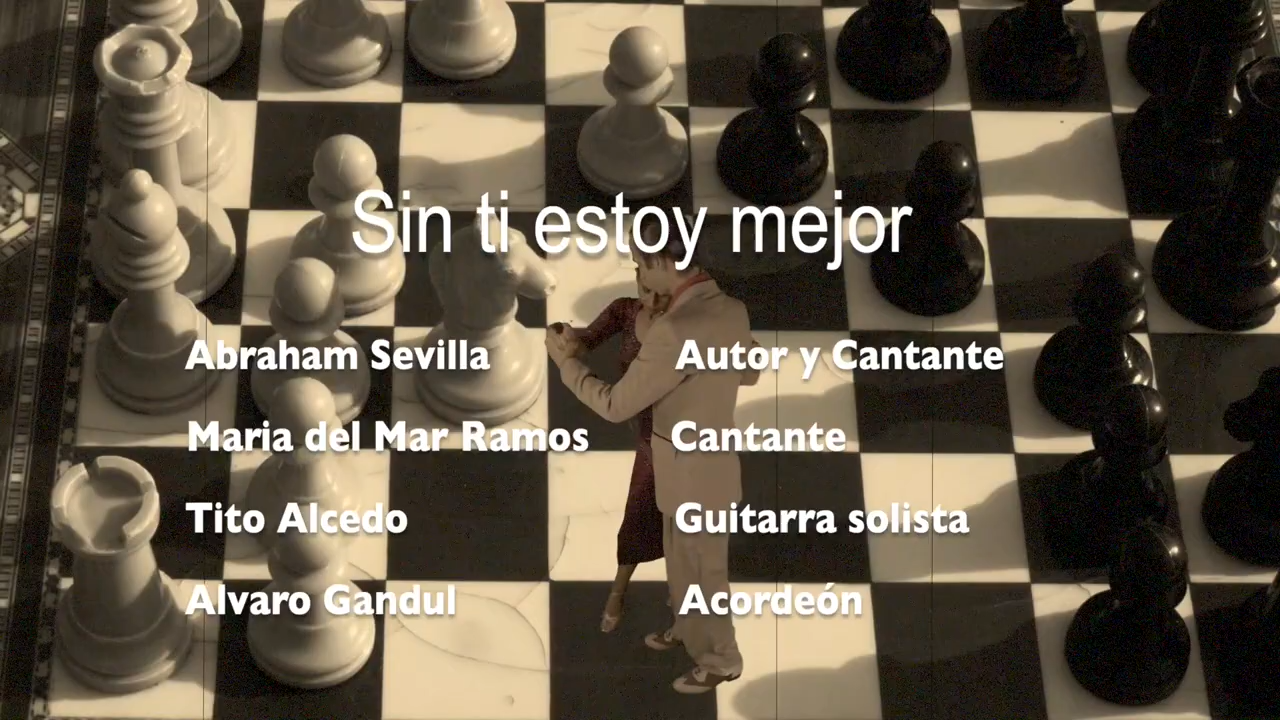 Sin ti estoy mejor
Abraham Sevilla Autor y Cantante
Maria del Mar Ramos Cantante
Tito Alcedo Guitarra solista
Alvaro Gandul Acordeón